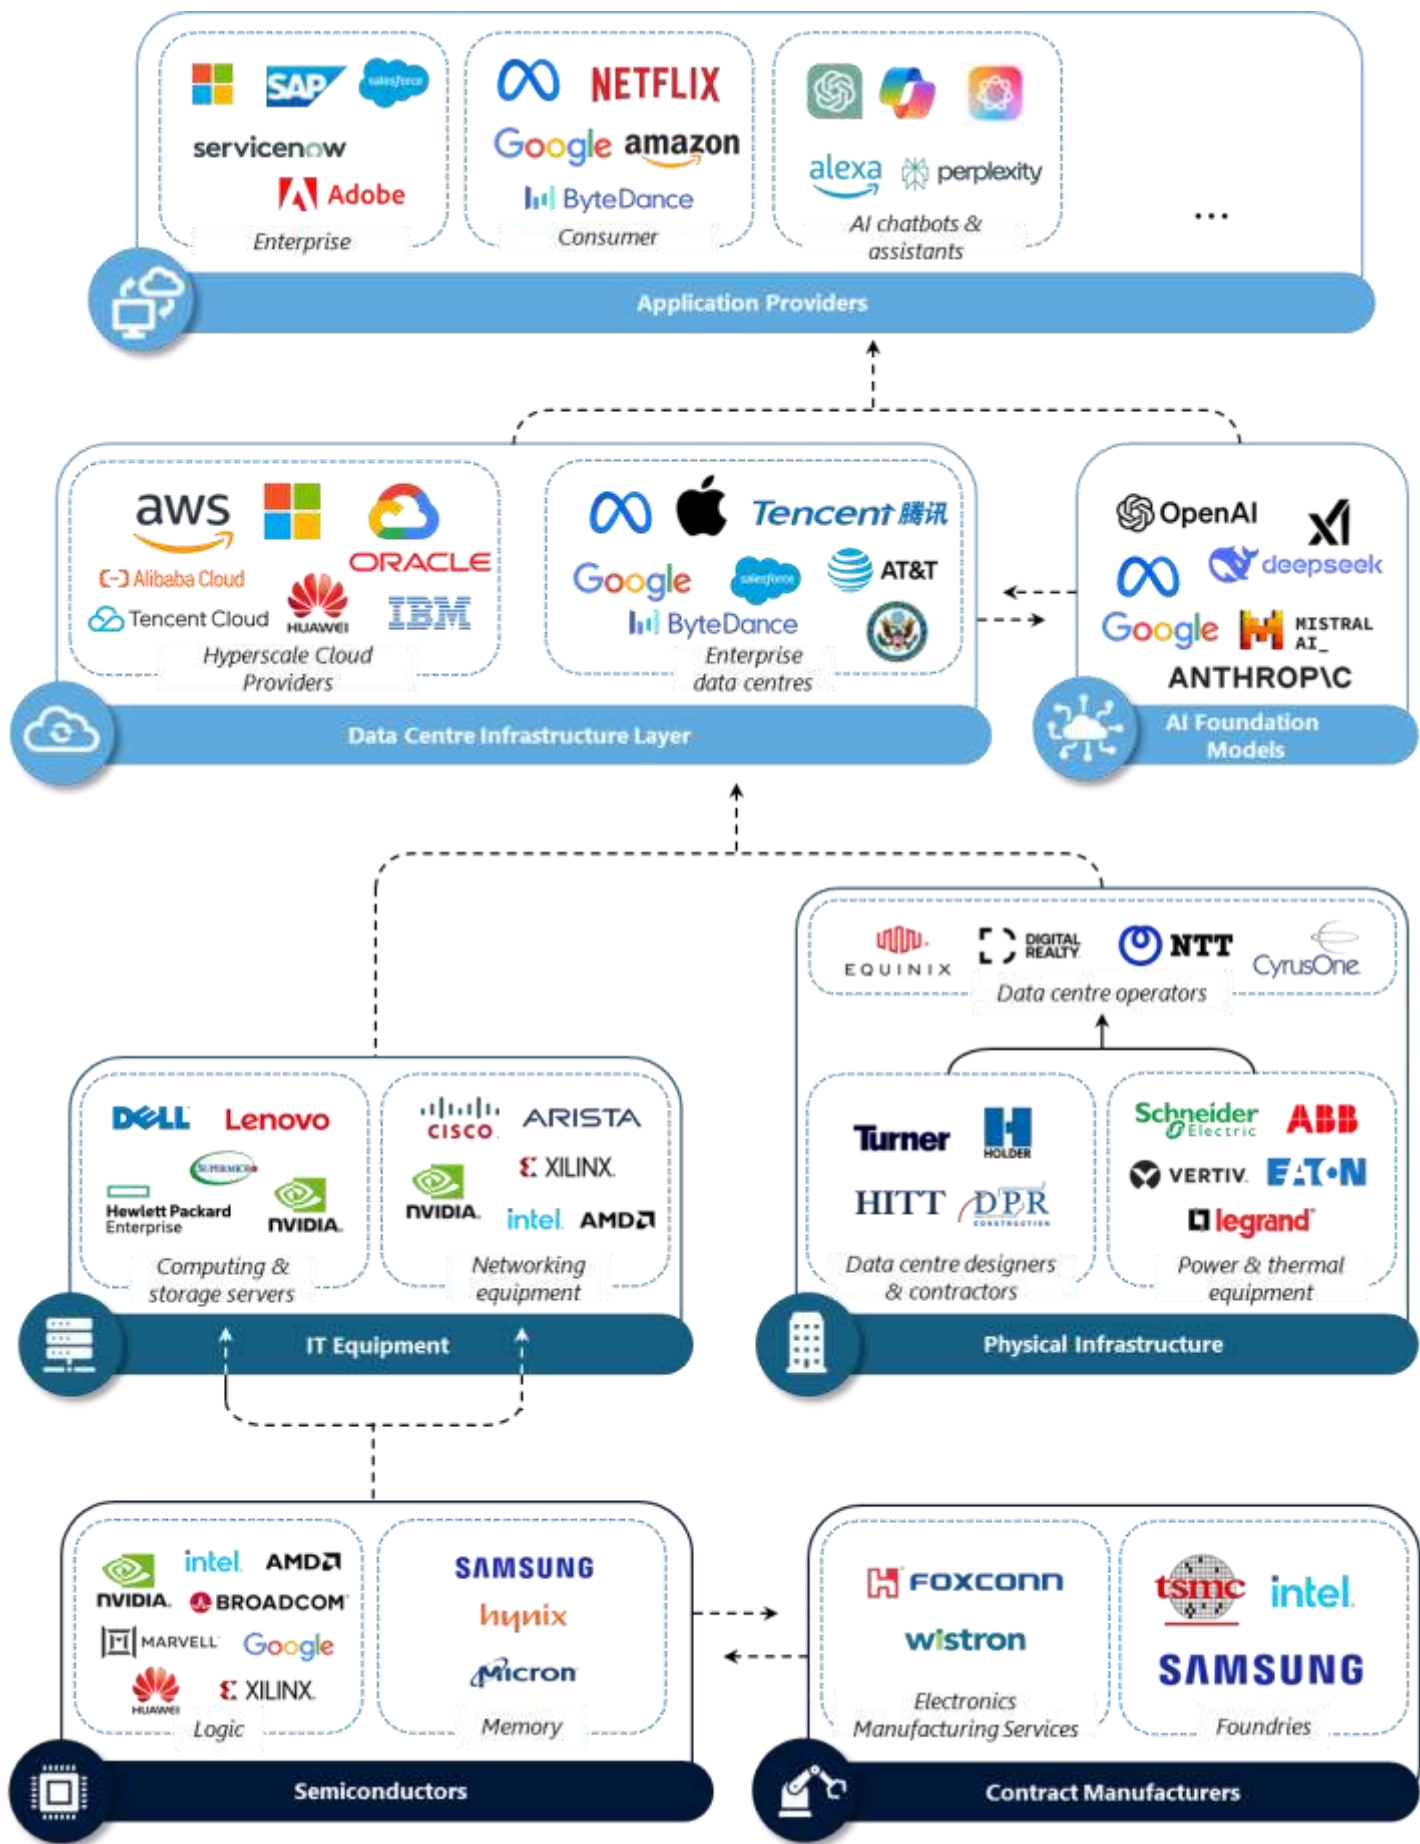 SAP
salesforce
servicenow
Adobe
Enterprise
NETFLIX
Google
amazon
ByteDance
Consumer
alexa
perplexity
AI chatbots &
assistants
...
Application Providers
aws
ORACLE
Alibaba Cloud
Tencent Cloud
HUAWEI
IBM
Hyperscale Cloud
Providers
Tencent 腾讯
Google
salesforce
AT&T
ByteDance
Enterprise
data centres
Data Centre Infrastructure Layer
OpenAI
xI
deepseek
Google
MISTRAL
AI_
ANTHROP\C
AI Foundation
Models
EQUINIX
DIGITAL
REALTY
NTT
CyrusOne
Data centre operators
DELL
Lenovo
SUPERMICRO
Hewlett Packard
Enterprise
NVIDIA
Computing &
storage servers
CISCO
ARISTA
NVIDIA
XILINX
intel
AMD
Networking
equipment
IT Equipment
Turner
HOLDER
HITT
DPR
CONSTRUCTION
Data centre designers
& contractors
Schneider
Electric
ABB
VERTIV
EATON
legrand
Power & thermal
equipment
Physical Infrastructure
NVIDIA
intel
AMD
BROADCOM
MARVELL
Google
HUAWEI
XILINX
Logic
SAMSUNG
hynix
Micron
Memory
Semiconductors
FOXCONN
wistron
Electronics
Manufacturing Services
tsmc
intel
SAMSUNG
Foundries
Contract Manufacturers